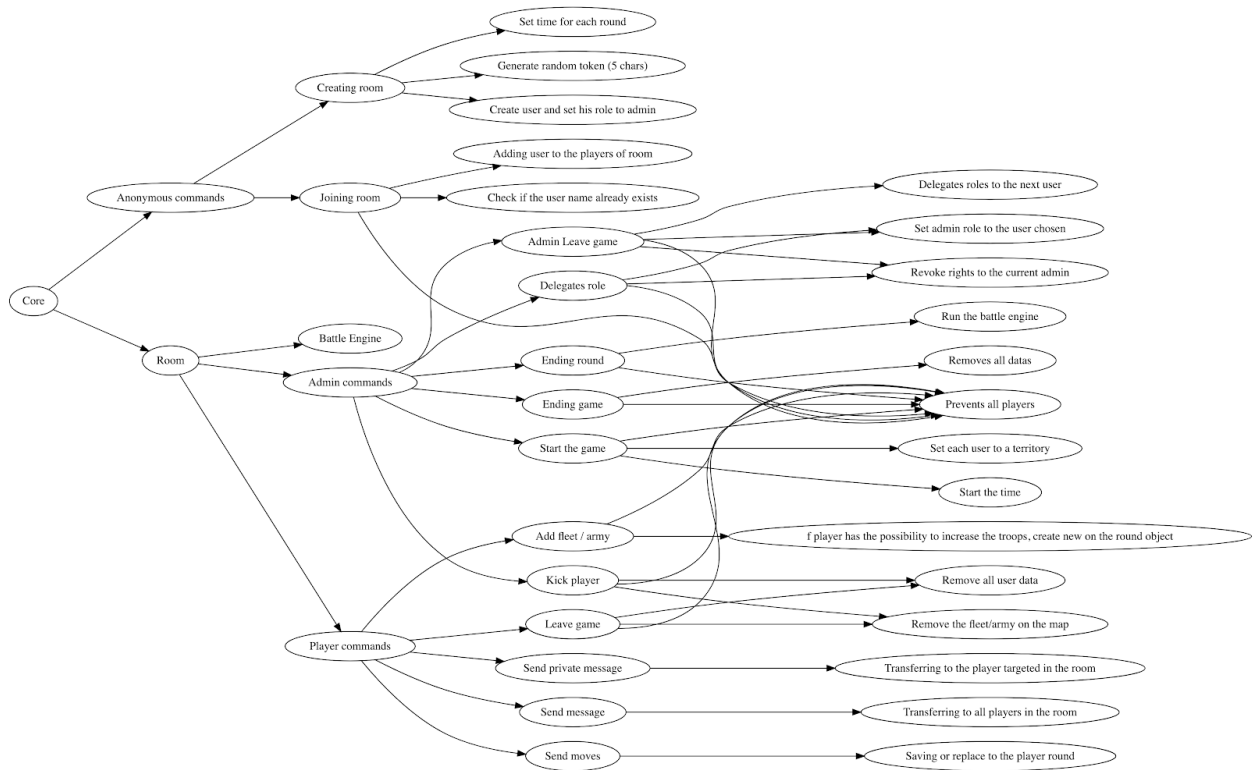 Set time for each round
Generate random token (5 chars)
Creating room
Create user and set his role to admin
Adding user to the players of room
Delegates roles to the next user
Anonymous commands
Joining room
Check if the user name already exists
Set admin role to the user chosen
Admin Leave game
Revoke rights to the current admin
Delegates role
Core
Run the battle engine
Battle Engine
Room
Ending round
Removes all datas
Admin commands
Ending game
Prevents all players
Start the game
Set each user to a territory
Start the time
Add fleet / army
f player has the possibility to increase the troops, create new on the round object
Kick player
Remove all user data
Leave game
Remove the fleet/army on the map
Player commands
Send private message
Transferring to the player targeted in the room
Send message
Transferring to all players in the room
Send moves
Saving or replace to the player round